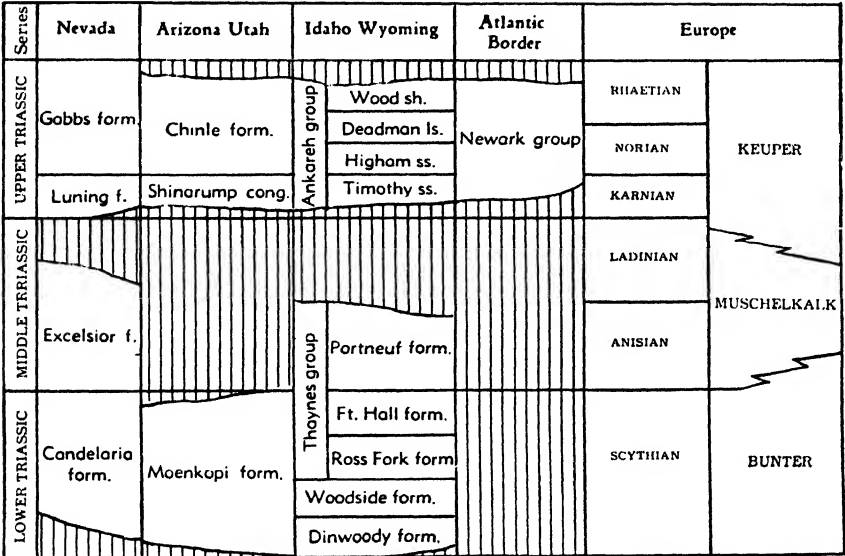 Series
Nevada
Arizona Utah
Idaho Wyoming
Atlantic
Border
Europe
UPPER TRIASSIC
Gabbs form.
Luning f.
Chinle form.
Shinarump cong.
Ankareh group
Wood sh.
Deadman ls.
Higham ss.
Timothy ss.
Newark group
RHAETIAN
NORIAN
KARNIAN
KEUPER
MIDDLE TRRIASSIC
Excelsior f.
Thaynes group
Portneuf form.
LADINIAN
ANISIAN
MUSCHELKALK
LOWER TRIASSIC
Candelaria
form.
Moenkopi form.
Ft. Hall form.
Ross Fork form
Woodside form.
Dinwoody form.
SCYTHIAN
BUNTER